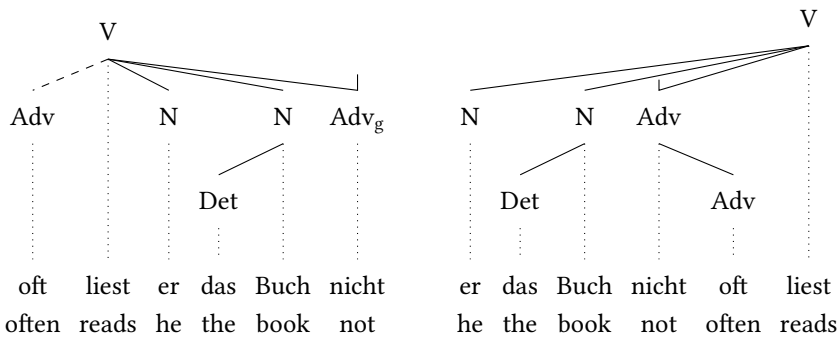 V V
Adv N N Adv_g N N Adv
Det Det Adv
oft liest er das Buch nicht er das Buch nicht oft liest
often reads he the book not he the book not often reads